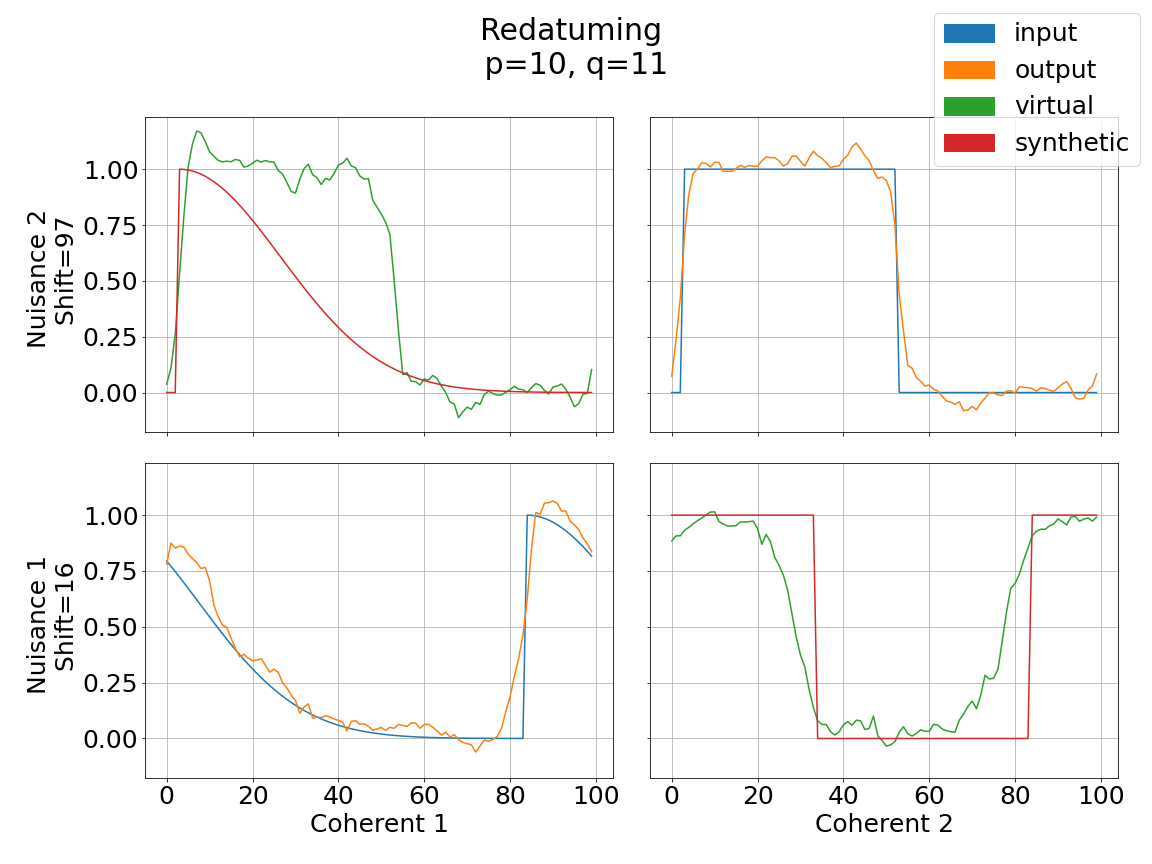 Redatuming
p=10, q=11
input
output
virtual
synthetic
Nuisance 2
Shift=97
1.00
0.75
0.50
0.25
0.00
Nuisance 1
Shift=16
1.00
0.75
0.50
0.25
0.00
0 20 40 60 80 100
0 20 40 60 80 100
Coherent 1
Coherent 2